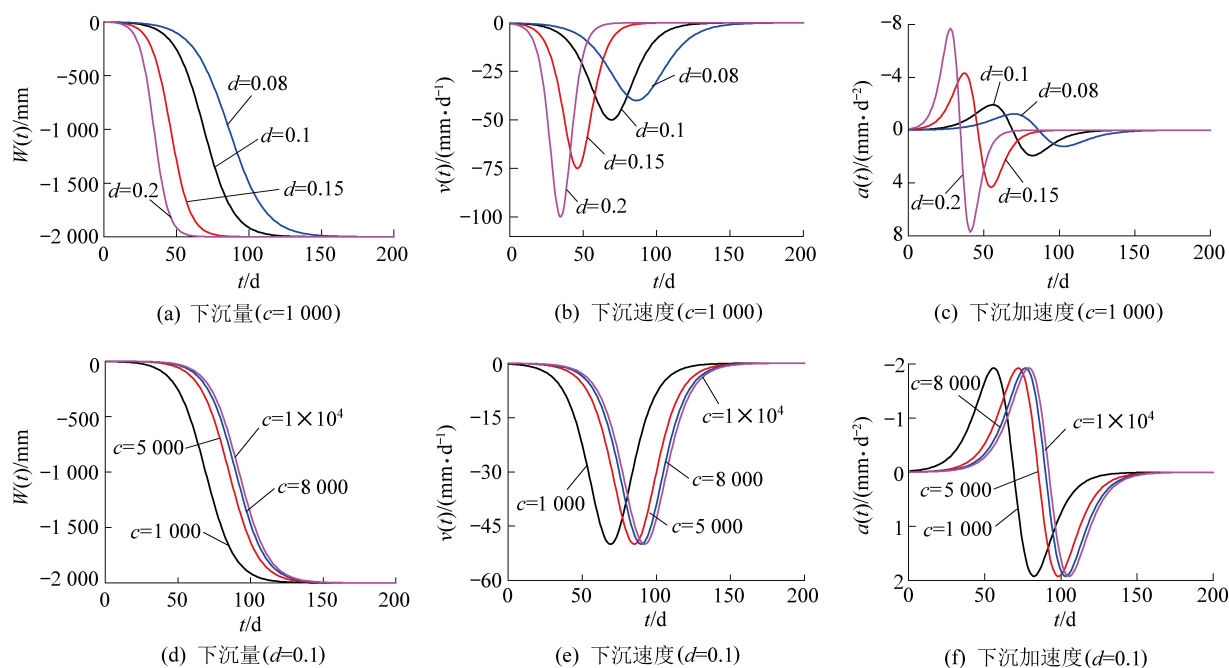 0
−500
−1 000
−1 500
−2 000
0
50
100
150
200
W(t)/mm
t/d
d=0.08
d=0.1
d=0.15
d=0.2
(a) 下沉量(c=1 000)
0
−25
−50
−75
−100
0
50
100
150
200
v(t)/(mm·d⁻¹)
t/d
d=0.08
d=0.1
d=0.15
d=0.2
(b) 下沉速度(c=1 000)
−8
−4
0
4
8
0
50
100
150
200
a(t)/(mm·d⁻²)
t/d
d=0.1
d=0.08
d=0.15
d=0.2
(c) 下沉加速度(c=1 000)
0
−500
−1 000
−1 500
−2 000
0
50
100
150
200
W(t)/mm
t/d
c=1×10⁴
c=5 000
c=8 000
c=1 000
(d) 下沉量(d=0.1)
0
−15
−30
−45
−60
0
50
100
150
200
v(t)/(mm·d⁻¹)
t/d
c=1×10⁴
c=8 000
c=1 000
c=5 000
(e) 下沉速度(d=0.1)
−2
−1
0
1
2
0
50
100
150
200
a(t)/(mm·d⁻²)
t/d
c=8 000
c=1×10⁴
c=5 000
c=1 000
(f) 下沉加速度(d=0.1)